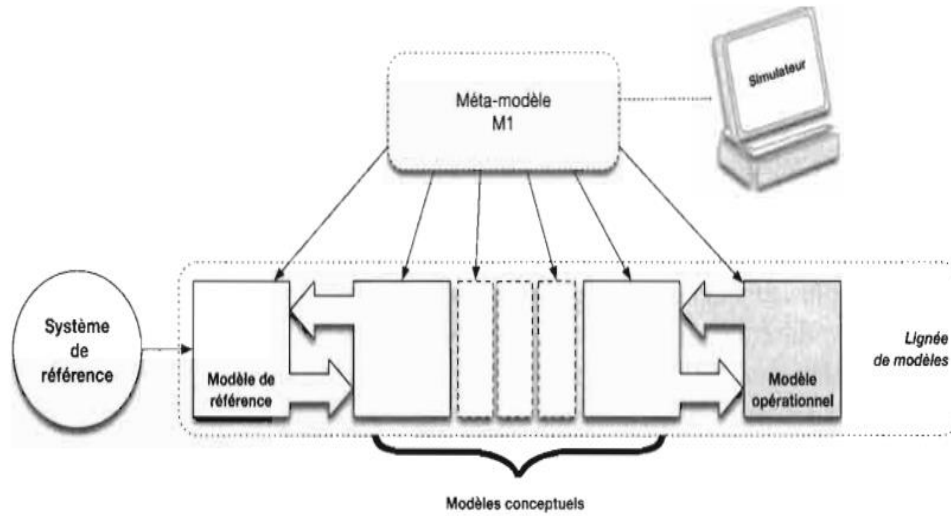 Simulateur
Méta-modèle
M1
Système
de
référence
Modèle de
référence
Modèle
opérationnel
Lignée
de modèles
Modèles conceptuels